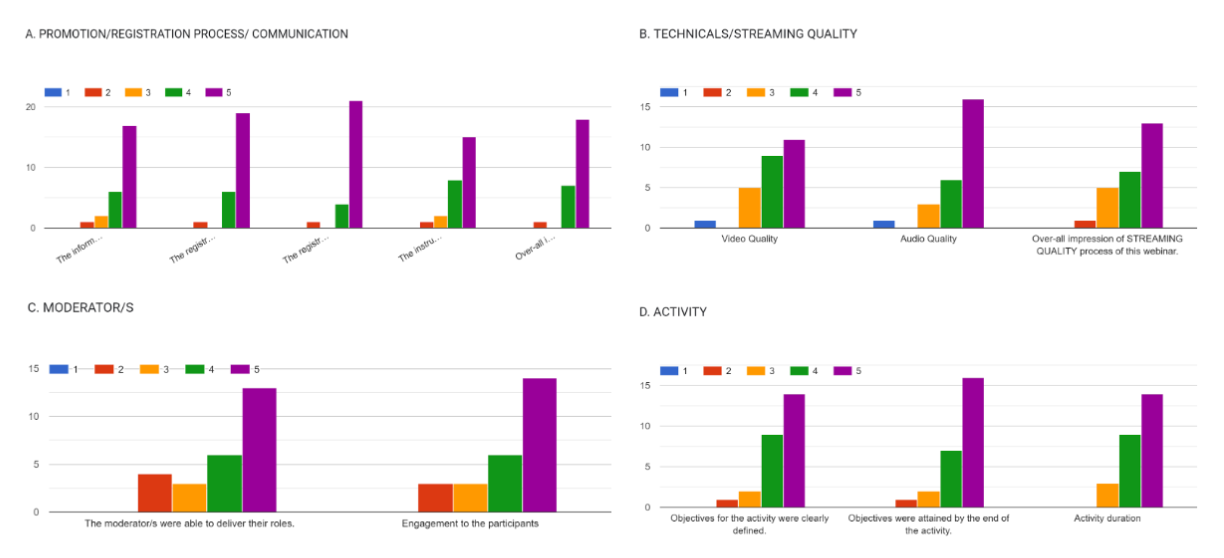 A. PROMOTION/REGISTRATION PROCESS/ COMMUNICATION
1 2 3 4 5
20
10
0
The inform...
The registr...
The registr...
The instru...
Over-all i...
B. TECHNICALS/STREAMING QUALITY
1 2 3 4 5
15
10
5
0
Video Quality
Audio Quality
Over-all impression of STREAMING
QUALITY process of this webinar.
C. MODERATOR/S
15
1 2 3 4 5
10
5
0
The moderator/s were able to deliver their roles.
Engagement to the participants
D. ACTIVITY
1 2 3 4 5
15
10
5
0
Objectives for the activity were clearly
defined.
Objectives were attained by the end of
the activity.
Activity duration